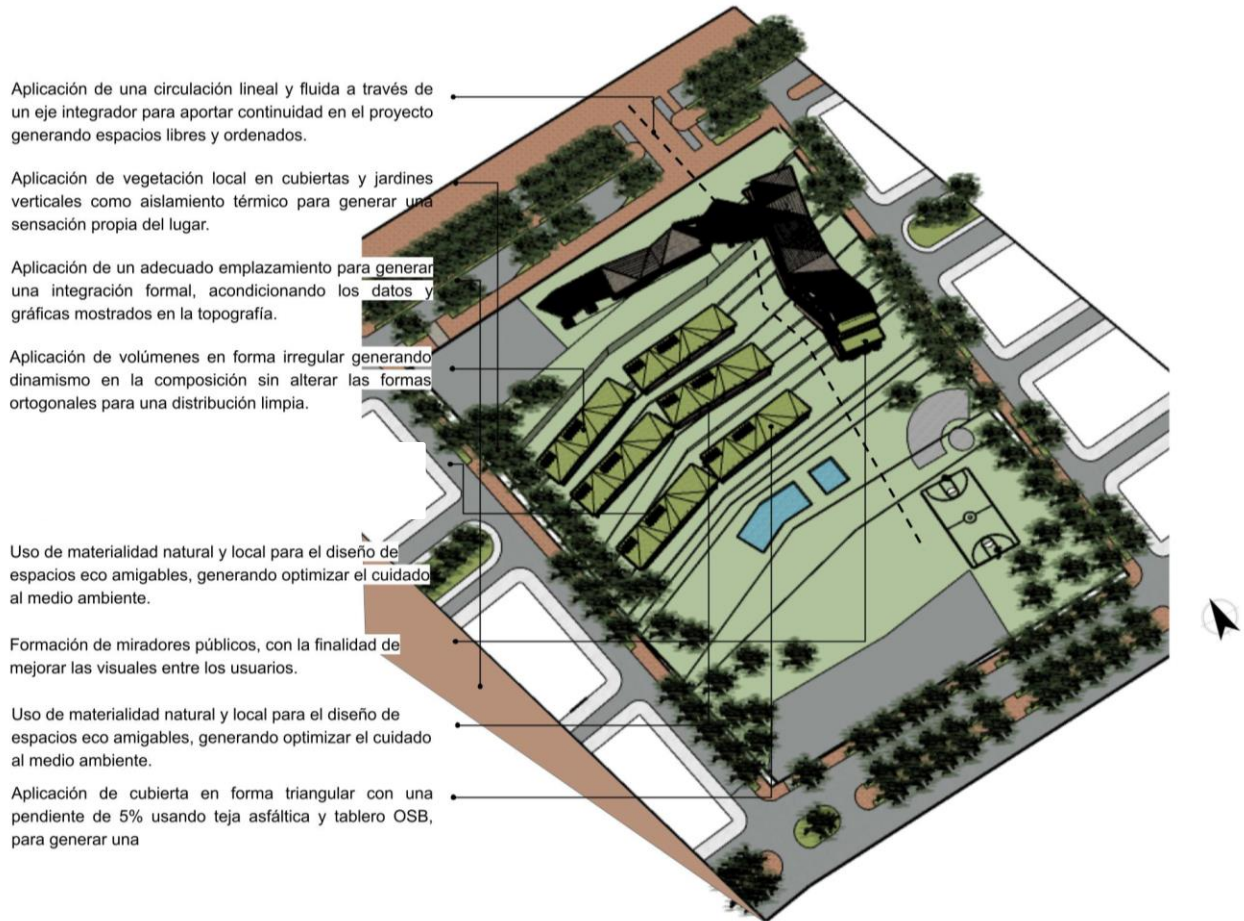 Aplicación de una circulación lineal y fluida a través de
un eje integrador para aportar continuidad en el proyecto
generando espacios libres y ordenados.
Aplicación de vegetación local en cubiertas y jardines
verticales como aislamiento térmico para generar una
sensación propia del lugar.
Aplicación de un adecuado emplazamiento para generar
una integración formal, acondicionando los datos y
gráficas mostrados en la topografía.
Aplicación de volúmenes en forma irregular generando
dinamismo en la composición sin alterar las formas
ortogonales para una distribución limpia.
Uso de materialidad natural y local para el diseño de
espacios eco amigables, generando optimizar el cuidado
al medio ambiente.
Formación de miradores públicos, con la finalidad de
mejorar las visuales entre los usuarios.
Uso de materialidad natural y local para el diseño de
espacios eco amigables, generando optimizar el cuidado
al medio ambiente.
Aplicación de cubierta en forma triangular con una
pendiente de 5% usando teja asfáltica y tablero OSB,
para generar una